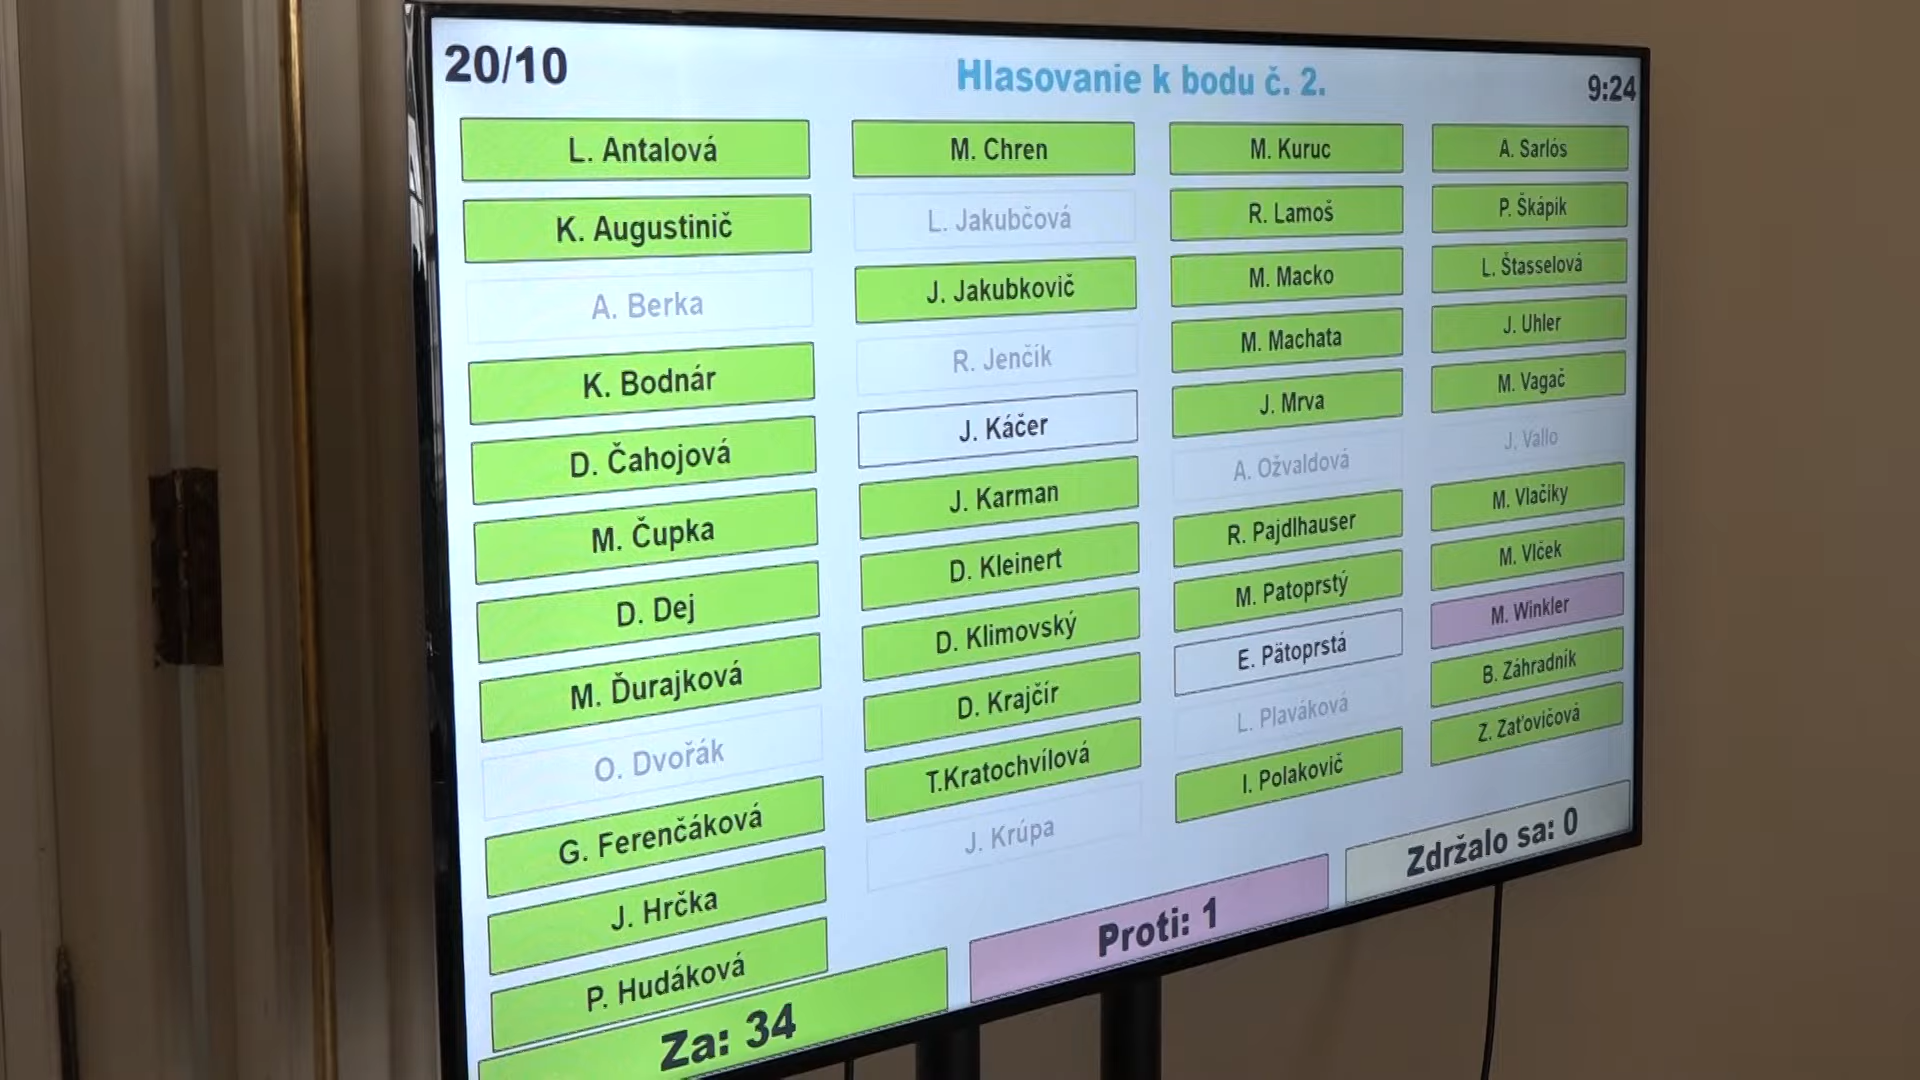 20/10
Hlasovanie k bodu č. 2.
9:24
L. Antalová
K. Augustinič
A. Berka
K. Bodnár
D. Čahojová
M. Čupka
D. Dej
M. Ďurajková
O. Dvořák
G. Ferenčáková
J. Hrčka
P. Hudáková
M. Chren
L. Jakubčová
J. Jakubkovič
R. Jenčík
J. Káčer
J. Karman
D. Kleinert
D. Klimovský
D. Krajčír
T.Kratochvílová
J. Krúpa
M. Kuruc
R. Lamoš
M. Macko
M. Machata
J. Mrva
A. Ožvaldová
R. Pajdlhauser
M. Patoprstý
E. Pätoprstá
L. Plaváková
I. Polakovič
A. Sarlós
P. Škápik
L. Štasselová
J. Uhler
M. Vagač
J. Vallo
M. Vlačiky
M. Vlček
M. Winkler
B. Záhradník
Z. Zaťovičová
Za: 34
Proti: 1
Zdržalo sa: 0